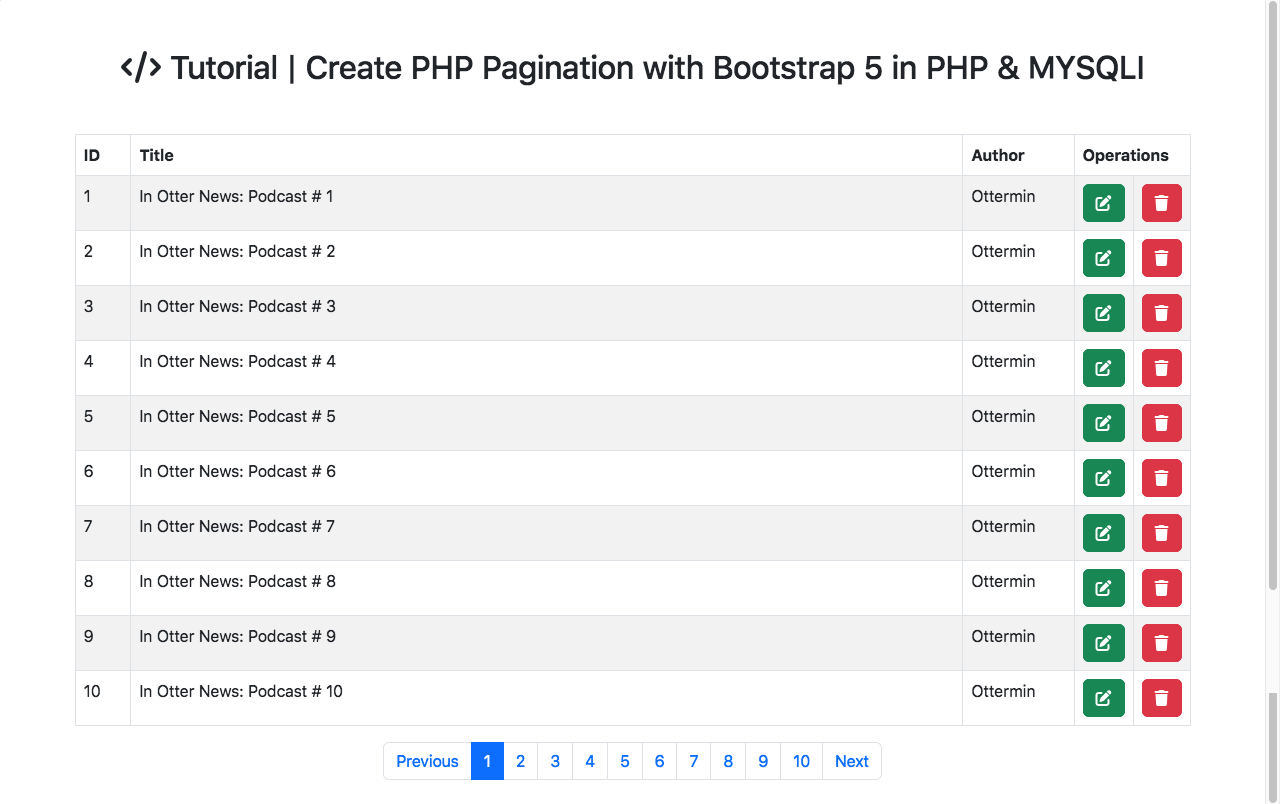 </> Tutorial | Create PHP Pagination with Bootstrap 5 in PHP & MYSQLI
ID Title Author Operations
1 In Otter News: Podcast # 1 Ottermin
2 In Otter News: Podcast # 2 Ottermin
3 In Otter News: Podcast # 3 Ottermin
4 In Otter News: Podcast # 4 Ottermin
5 In Otter News: Podcast # 5 Ottermin
6 In Otter News: Podcast # 6 Ottermin
7 In Otter News: Podcast # 7 Ottermin
8 In Otter News: Podcast # 8 Ottermin
9 In Otter News: Podcast # 9 Ottermin
10 In Otter News: Podcast # 10 Ottermin
Previous 1 2 3 4 5 6 7 8 9 10 Next